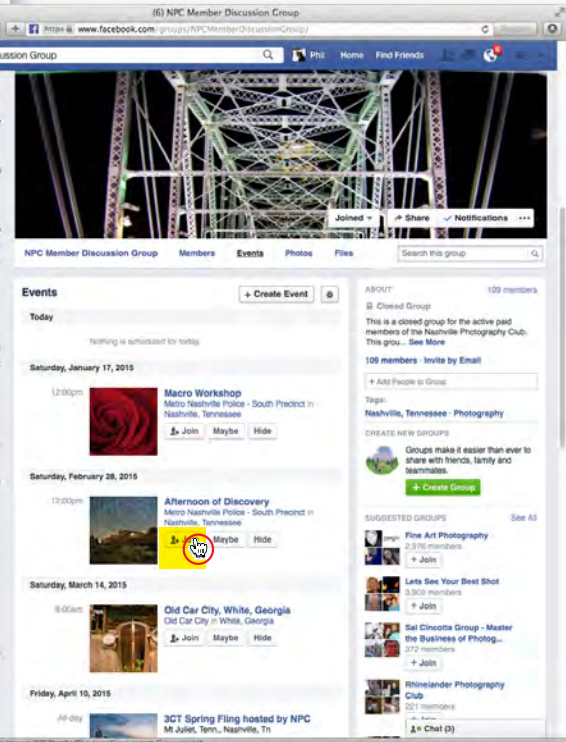 (6) NPC Member Discussion Group
https www.facebook.com/groups/NPCMemberDiscussionGroup/
ussion Group
Phil Home Find Friends
Joined Share Notifications
NPC Member Discussion Group Members Events Photos Files
Search this group
Events
+ Create Event
Today
Nothing is scheduled for today.
Saturday, January 17, 2015
12:00pm
Macro Workshop
Metro Nashville Police - South Precinct in
Nashville, Tennessee
Join Maybe Hide
Saturday, February 28, 2015
12:00pm
Afternoon of Discovery
Metro Nashville Police - South Precinct in
Nashville, Tennessee
Maybe Hide
Saturday, March 14, 2015
8:00am
Old Car City, White, Georgia
Old Car City in White, Georgia
Join Maybe Hide
Friday, April 10, 2015
All day
3CT Spring Fling hosted by NPC
Mt Juliet, Tenn., Nashville, Tn
ABOUT 109 members
Closed Group
This is a closed group for the active paid
members of the Nashville Photography Club.
This grou... See More
109 members · Invite by Email
+ Add People to Group
Tags:
Nashville, Tennessee · Photography
CREATE NEW GROUPS
Groups make it easier than ever to
share with friends, family and
teammates.
+ Create Group
SUGGESTED GROUPS See All
Fine Art Photography
2,976 members
+ Join
Lets See Your Best Shot
3,909 members
+ Join
Sal Cincotta Group - Master
the Business of Photog...
372 members
+ Join
Rhinelander Photography
Club
221 members
Chat (3)